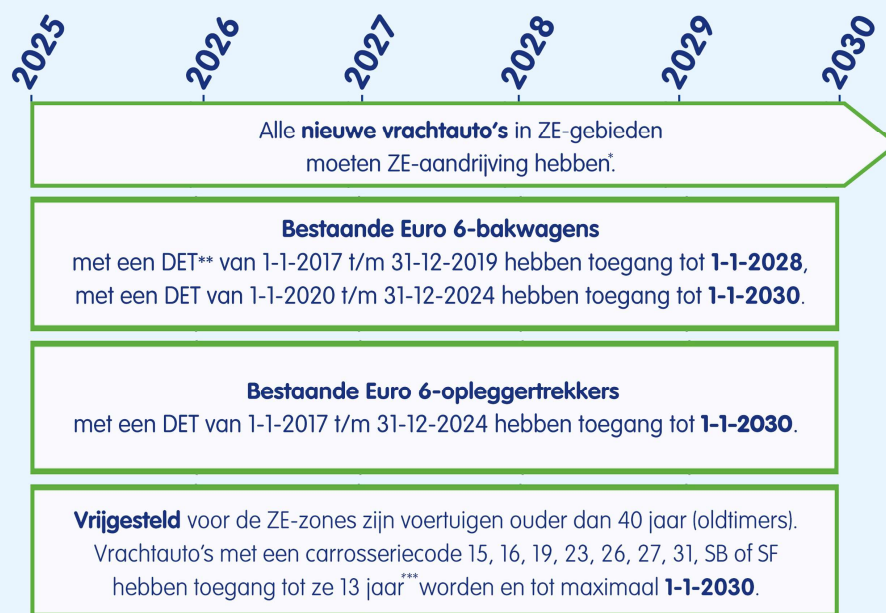 2025 2026 2027 2028 2029 2030
Alle nieuwe vrachtauto's in ZE-gebieden
moeten ZE-aandrijving hebben*.
Bestaande Euro 6-bakwagens
met een DET** van 1-1-2017 t/m 31-12-2019 hebben toegang tot 1-1-2028,
met een DET van 1-1-2020 t/m 31-12-2024 hebben toegang tot 1-1-2030.
Bestaande Euro 6-opleggertrekkers
met een DET van 1-1-2017 t/m 31-12-2024 hebben toegang tot 1-1-2030.
Vrijgesteld voor de ZE-zones zijn voertuigen ouder dan 40 jaar (oldtimers).
Vrachtauto's met een carrosseriecode 15, 16, 19, 23, 26, 27, 31, SB of SF
hebben toegang tot ze 13 jaar*** worden en tot maximaal 1-1-2030.